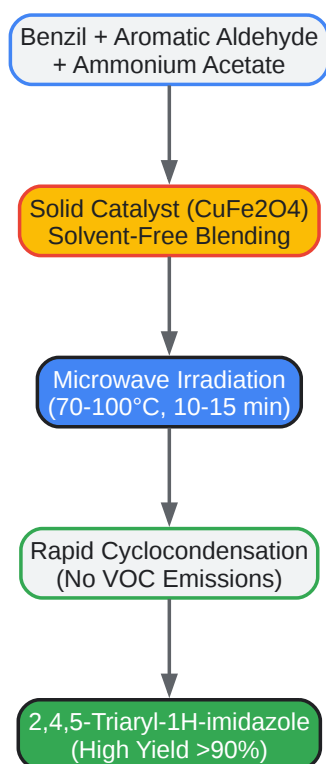 Benzil + Aromatic Aldehyde
+ Ammonium Acetate
Solid Catalyst (CuFe2O4)
Solvent-Free Blending
Microwave Irradiation
(70-100°C, 10-15 min)
Rapid Cyclocondensation
(No VOC Emissions)
2,4,5-Triaryl-1H-imidazole
(High Yield >90%)